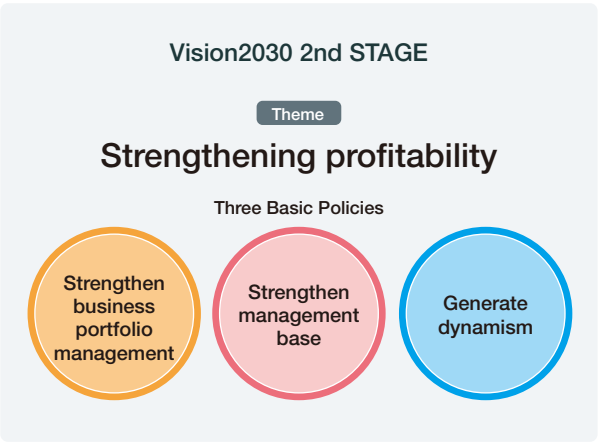 Vision2030 2nd STAGE
Theme
Strengthening profitability
Three Basic Policies
Strengthen
business
portfolio
management
Strengthen
management
base
Generate
dynamism